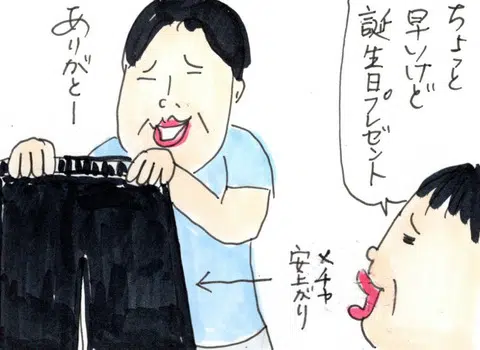 ちょっと
早いけど
誕生日プレゼント
ありがとー
メチャ
安上がり